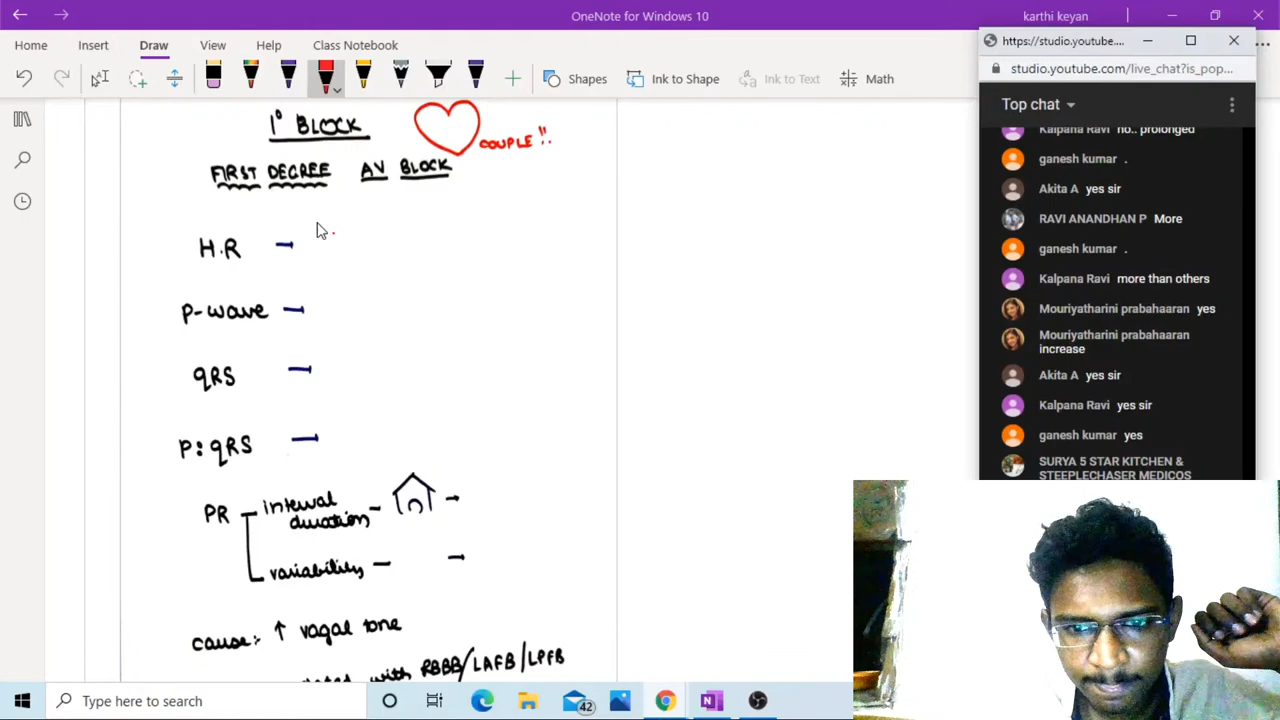 OneNote for Windows 10
karthi keyan
Home Insert Draw View Help Class Notebook
Shapes Ink to Shape Ink to Text Math
1° BLOCK
COUPLE !!
FIRST DEGREE AV BLOCK
H.R -
P-wave -
qRS -
P:qRS -
PR - interval duration - -
variability - -
cause:- ↑ vagal tone
with RBBB/LAFB/LPFB
https://studio.youtube....
studio.youtube.com/live_chat?is_pop...
Top chat
Kalpana Ravi no.. prolonged
ganesh kumar .
Akita A yes sir
RAVI ANANDHAN P More
ganesh kumar .
Kalpana Ravi more than others
Mouriyatharini prabahaaran yes
Mouriyatharini prabahaaran
increase
Akita A yes sir
Kalpana Ravi yes sir
ganesh kumar yes
SURYA 5 STAR KITCHEN &
STEEPLECHASER MEDICOS
Type here to search
42